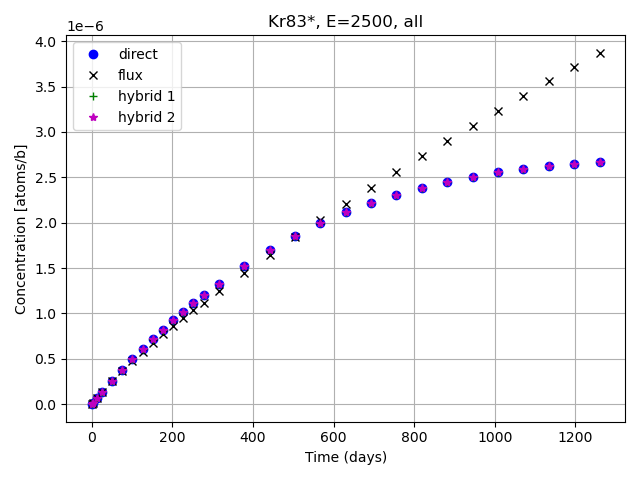 Kr83*, E=2500, all
1e−6
4.0
3.5
3.0
2.5
2.0
1.5
1.0
0.5
0.0
Concentration [atoms/b]
direct
flux
hybrid 1
hybrid 2
0 200 400 600 800 1000 1200
Time (days)